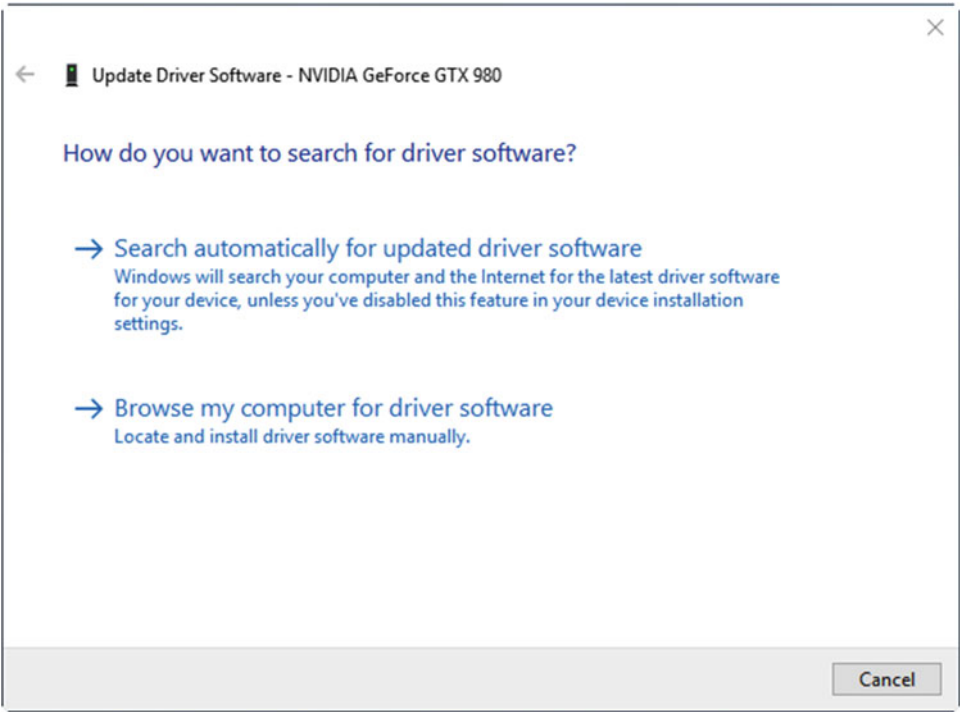 Update Driver Software - NVIDIA GeForce GTX 980
How do you want to search for driver software?
Search automatically for updated driver software
Windows will search your computer and the Internet for the latest driver software
for your device, unless you've disabled this feature in your device installation
settings.
Browse my computer for driver software
Locate and install driver software manually.
Cancel